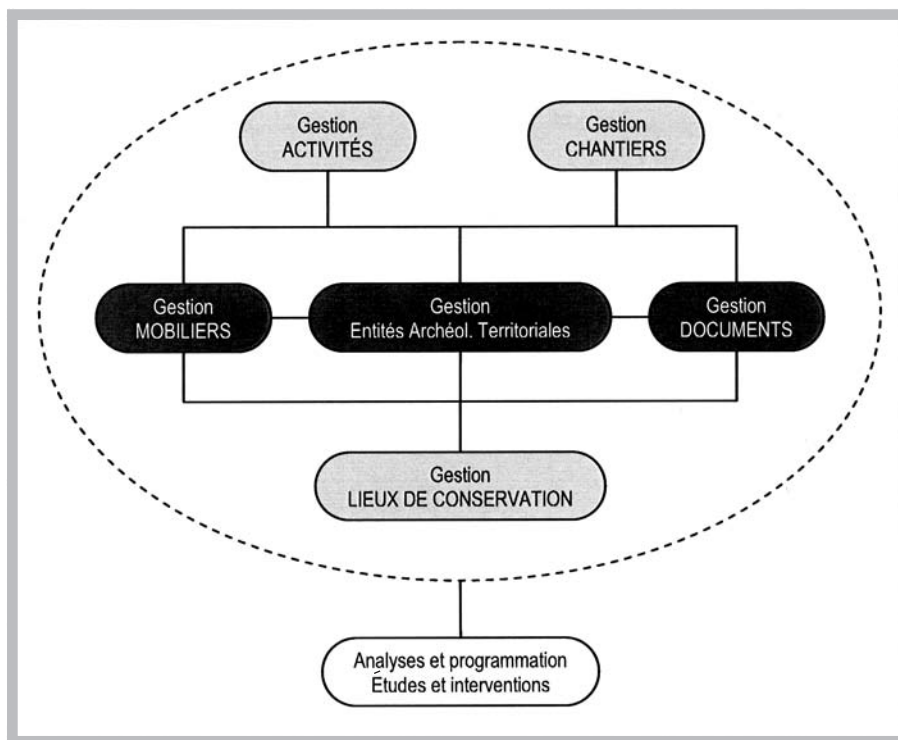 Gestion
ACTIVITÉS
Gestion
CHANTIERS
Gestion
MOBILIERS
Gestion
Entités Archéol. Territoriales
Gestion
DOCUMENTS
Gestion
LIEUX DE CONSERVATION
Analyses et programmation
Études et interventions